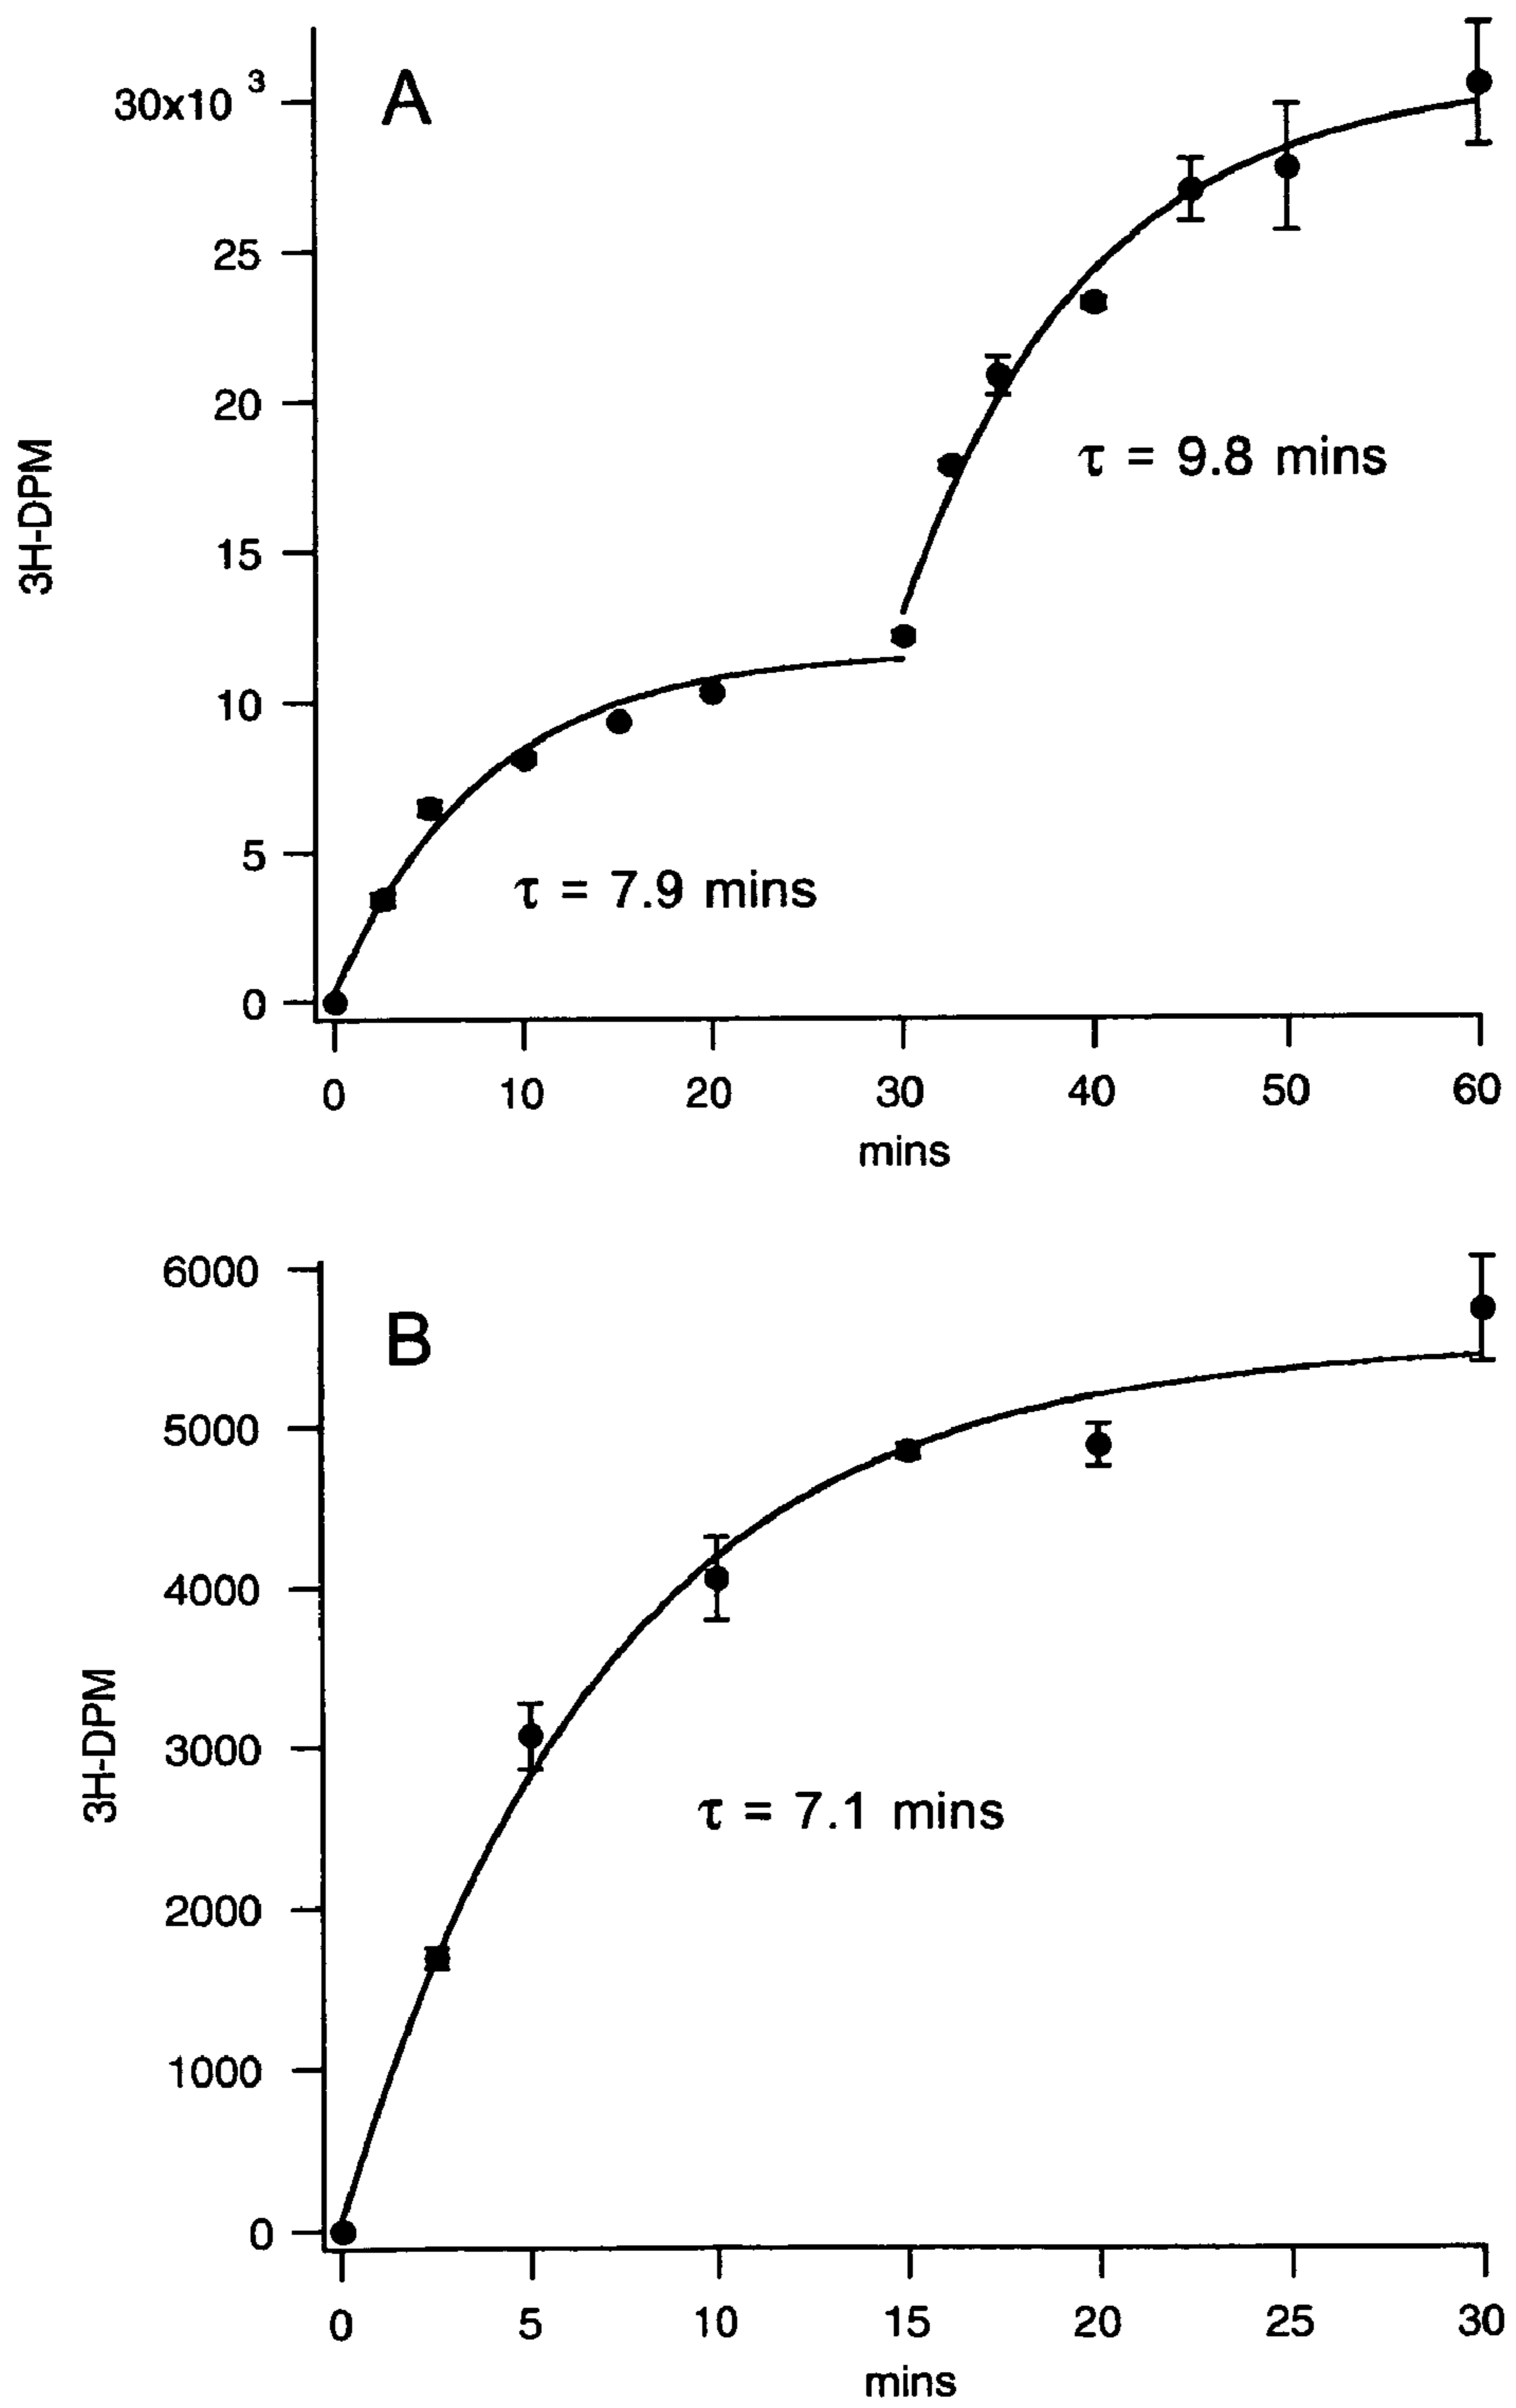 A
30x10 3
25
20
15
10
5
0
3H-DPM
τ = 9.8 mins
τ = 7.9 mins
0 10 20 30 40 50 60
mins
B
6000
5000
4000
3000
2000
1000
0
3H-DPM
τ = 7.1 mins
0 5 10 15 20 25 30
mins